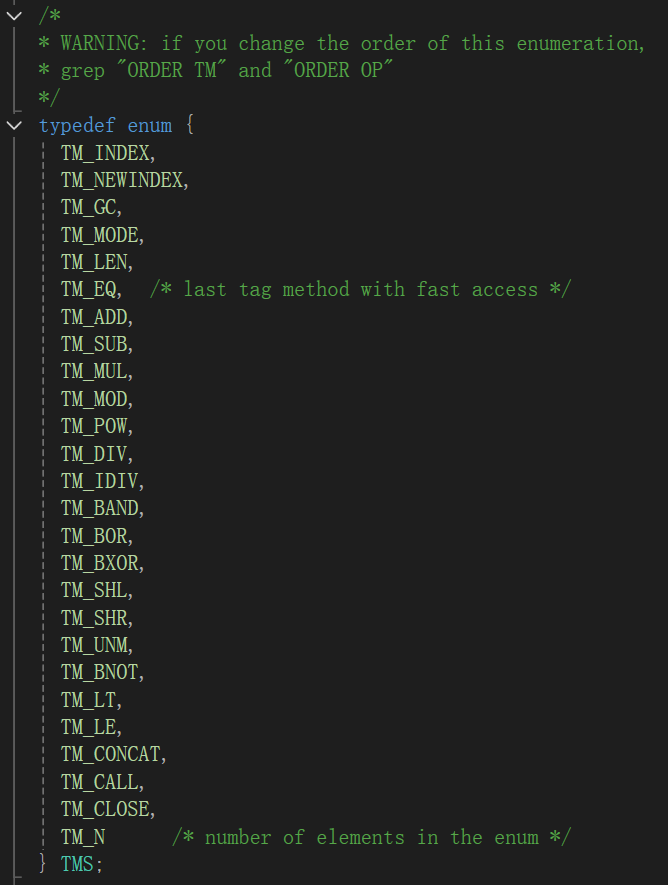 /*
* WARNING: if you change the order of this enumeration,
* grep "ORDER TM" and "ORDER OP"
*/
typedef enum {
TM_INDEX,
TM_NEWINDEX,
TM_GC,
TM_MODE,
TM_LEN,
TM_EQ,  /* last tag method with fast access */
TM_ADD,
TM_SUB,
TM_MUL,
TM_MOD,
TM_POW,
TM_DIV,
TM_IDIV,
TM_BAND,
TM_BOR,
TM_BXOR,
TM_SHL,
TM_SHR,
TM_UNM,
TM_BNOT,
TM_LT,
TM_LE,
TM_CONCAT,
TM_CALL,
TM_CLOSE,
TM_N      /* number of elements in the enum */
} TMS;